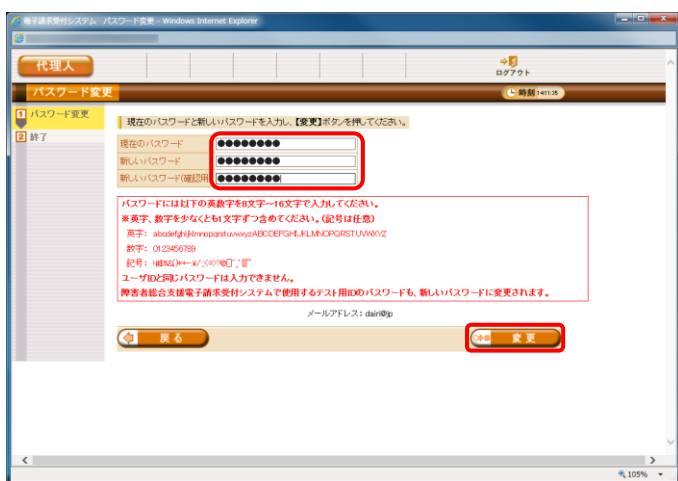 電子請求受付システム パスワード変更 - Windows Internet Explorer
代理人
ログアウト
パスワード変更
時刻 14:11:35
1 パスワード変更
2 終了
現在のパスワードと新しいパスワードを入力し、【変更】ボタンを押してください。
現在のパスワード ●●●●●●●●
新しいパスワード ●●●●●●●●
新しいパスワード(確認用 ●●●●●●●●
パスワードには以下の英数字を8文字~16文字で入力してください。
※英字、数字を少なくとも1文字ずつ含めてください。(記号は任意)
英字: abcdefghijklmnopqrstuvwxyzABCDEFGHIJKLMNOPQRSTUVWXYZ
数字: 0123456789
記号:
ユーザIDと同じパスワードは入力できません。
障害者総合支援電子請求受付システムで使用するテスト用IDのパスワードも、新しいパスワードに変更されます。
メールアドレス: dairi@jp
戻る
変更
105%